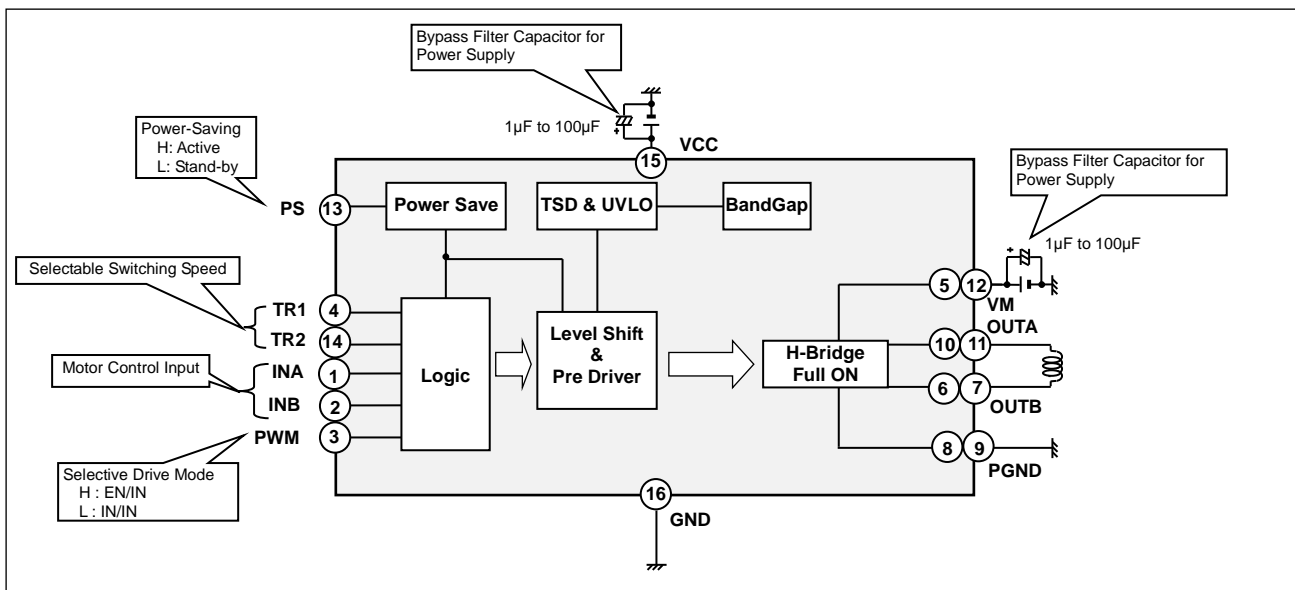 Bypass Filter Capacitor for
Power Supply
1µF to 100µF
VCC
15
Power-Saving
H: Active
L: Stand-by
PS
13
Power Save
TSD & UVLO
BandGap
Bypass Filter Capacitor for
Power Supply
1µF to 100µF
Selectable Switching Speed
TR1
4
TR2
14
Motor Control Input
INA
1
INB
2
PWM
3
Selective Drive Mode
H : EN/IN
L : IN/IN
Logic
Level Shift
&
Pre Driver
H-Bridge
Full ON
5
12
VM
OUTA
10
11
6
7
OUTB
8
9
PGND
16
GND
+
+